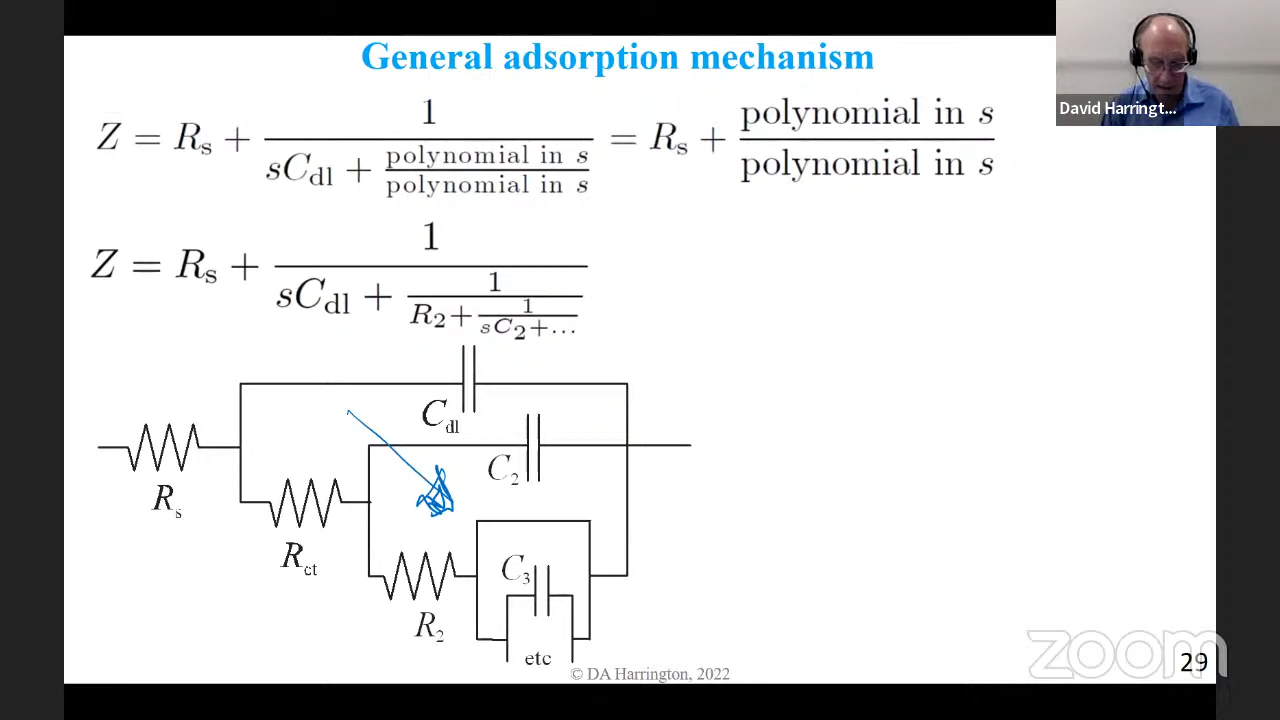 General adsorption mechanism
David Harringt...
Z = Rs + 1 / (sCdl + polynomial in s / polynomial in s) = Rs + polynomial in s / polynomial in s
Z = Rs + 1 / (sCdl + 1 / (R2 + 1 / (sC2 + ...)))
Cdl
C2
Rs
Rct
C3
R2
etc
© DA Harrington, 2022
zoom
29